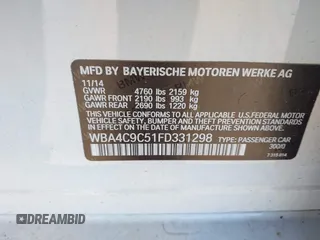 MFD BY BAYERISCHE MOTOREN WERKE AG
11/14
GVWR 4760 lbs 2159 kg
GAWR FRONT 2190 lbs 993 kg
GAWR REAR 2690 lbs 1220 kg
THIS VEHICLE CONFORMS TO ALL APPLICABLE U.S. FEDERAL
MOTOR VEHICLE SAFETY, BUMPER, AND THEFT PREVENTION
STANDARDS IN EFFECT ON THE DATE OF MANUFACTURE SHOWN ABOVE.
WBA4C9C51FD331298 TYPE: PASSENGER CAR
300/0
DREAMBID